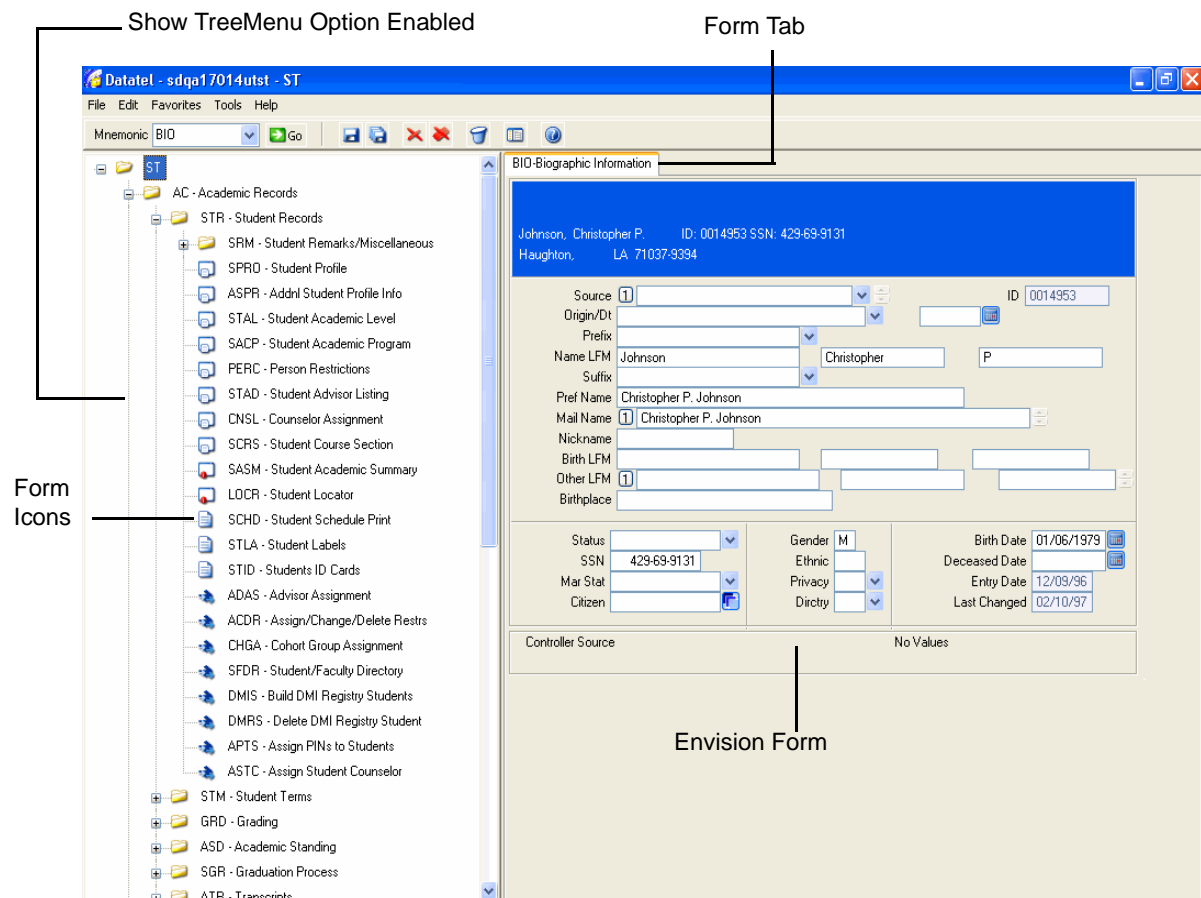 Show TreeMenu Option Enabled
Form Tab
Datatel - sdqa17014utst - ST
File Edit Favorites Tools Help
Mnemonic BIO Go
ST
AC - Academic Records
STR - Student Records
SRM - Student Remarks/Miscellaneous
SPRO - Student Profile
ASPR - Addnl Student Profile Info
STAL - Student Academic Level
SACP - Student Academic Program
PERC - Person Restrictions
STAD - Student Advisor Listing
CNSL - Counselor Assignment
SCRS - Student Course Section
SASM - Student Academic Summary
LOCR - Student Locator
SCHD - Student Schedule Print
STLA - Student Labels
STID - Students ID Cards
ADAS - Advisor Assignment
ACDR - Assign/Change/Delete Restrs
CHGA - Cohort Group Assignment
SFDR - Student/Faculty Directory
DMIS - Build DMI Registry Students
DMRS - Delete DMI Registry Student
APTS - Assign PINs to Students
ASTC - Assign Student Counselor
STM - Student Terms
GRD - Grading
ASD - Academic Standing
SGR - Graduation Process
ATR - Transcripts
Form
Icons
BIO-Biographic Information
Johnson, Christopher P. ID: 0014953 SSN: 429-69-9131
Haughton, LA 71037-9394
Source 1 ID 0014953
Origin/Dt
Prefix
Name LFM Johnson Christopher P
Suffix
Pref Name Christopher P. Johnson
Mail Name 1 Christopher P. Johnson
Nickname
Birth LFM
Other LFM 1
Birthplace
Status Gender M Birth Date 01/06/1979
SSN 429-69-9131 Ethnic Deceased Date
Mar Stat Privacy Entry Date 12/09/96
Citizen Dirctry Last Changed 02/10/97
Controller Source No Values
Envision Form